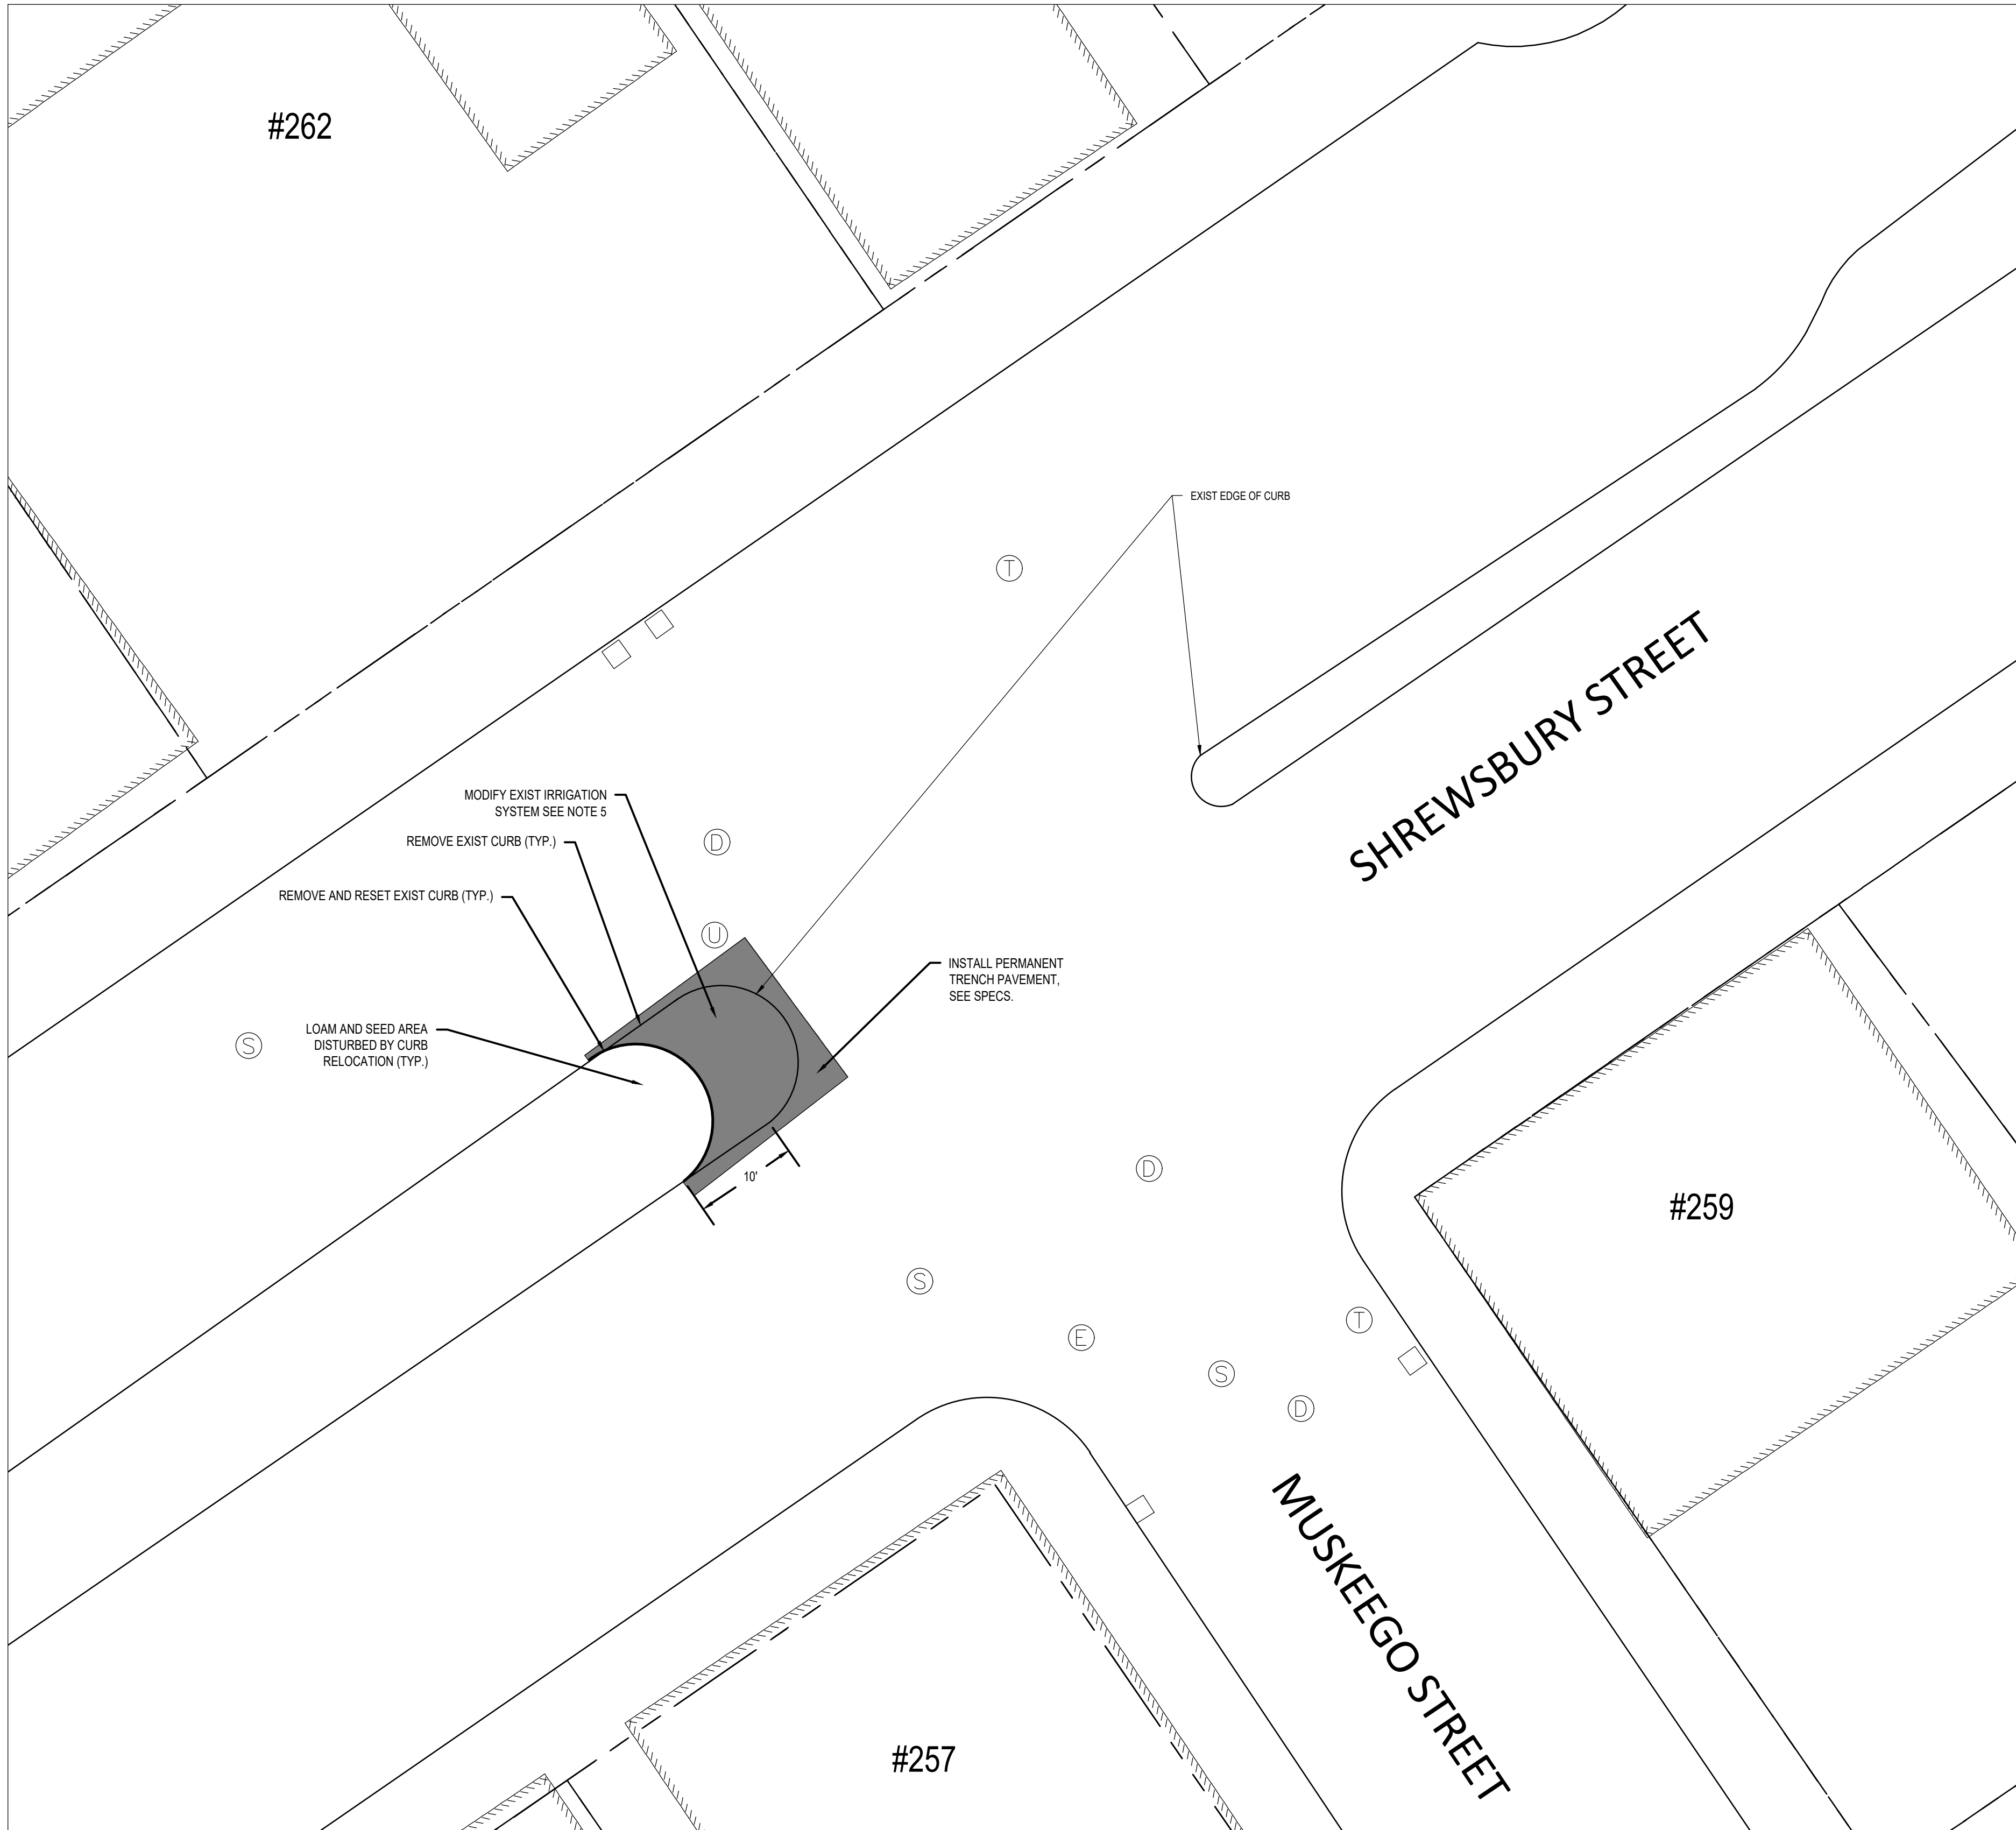 #262
EXIST EDGE OF CURB
T
SHREWSBURY STREET
MODIFY EXIST IRRIGATION
SYSTEM SEE NOTE 5
REMOVE EXIST CURB (TYP.)
D
REMOVE AND RESET EXIST CURB (TYP.)
U
INSTALL PERMANENT
TRENCH PAVEMENT,
SEE SPECS.
LOAM AND SEED AREA
DISTURBED BY CURB
RELOCATION (TYP.)
S
10'
D
#259
S
E
T
S
D
MUSKEEGO STREET
#257